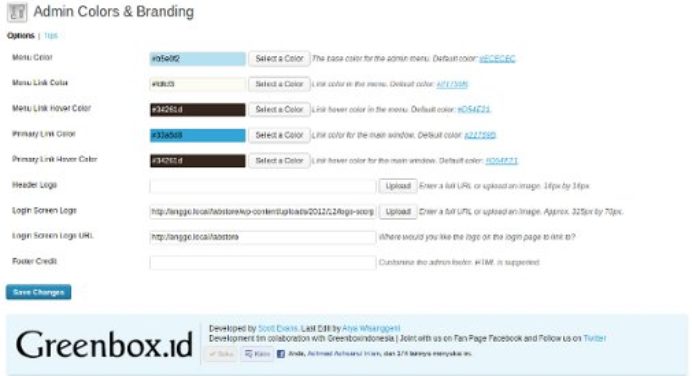 Admin Colors & Branding
Options | Tips
Menu Color #b5e0f2 Select a Color The base color for the admin menu. Default color: #ECECEC.
Menu Link Color Select a Color Link color in the menu. Default color: #21759B.
Menu Link Hover Color #34261d Select a Color Link hover color in the menu. Default color: #D54E21.
Primary Link Color Select a Color Link color for the main window. Default color: #21759B.
Primary Link Hover Color #34261d Select a Color Link hover color for the main window. Default color: #D54E21.
Header Logo Upload Enter a full URL or upload an image. 16px by 16px.
Login Screen Logo http://anggo.local/abstore/wp-content/uploads/2012/12/logo-scorp Upload Enter a full URL or upload an image. Approx. 325px by 70px.
Login Screen Logo URL http://anggo.local/abstore Where would you like the logo on the login page to link to?
Footer Credit Customise the admin footer. HTML is supported.
Save Changes
Greenbox.id
Developed by Scott Evans. Last Edit by Arya Wisanggeni
Development tim colaboration with Greenboxindonesia | Joint with us on Fan Page Facebook and Follow us on Twitter
Suka Kirim Anda, Achmad dan 174 lainnya menyukai ini.